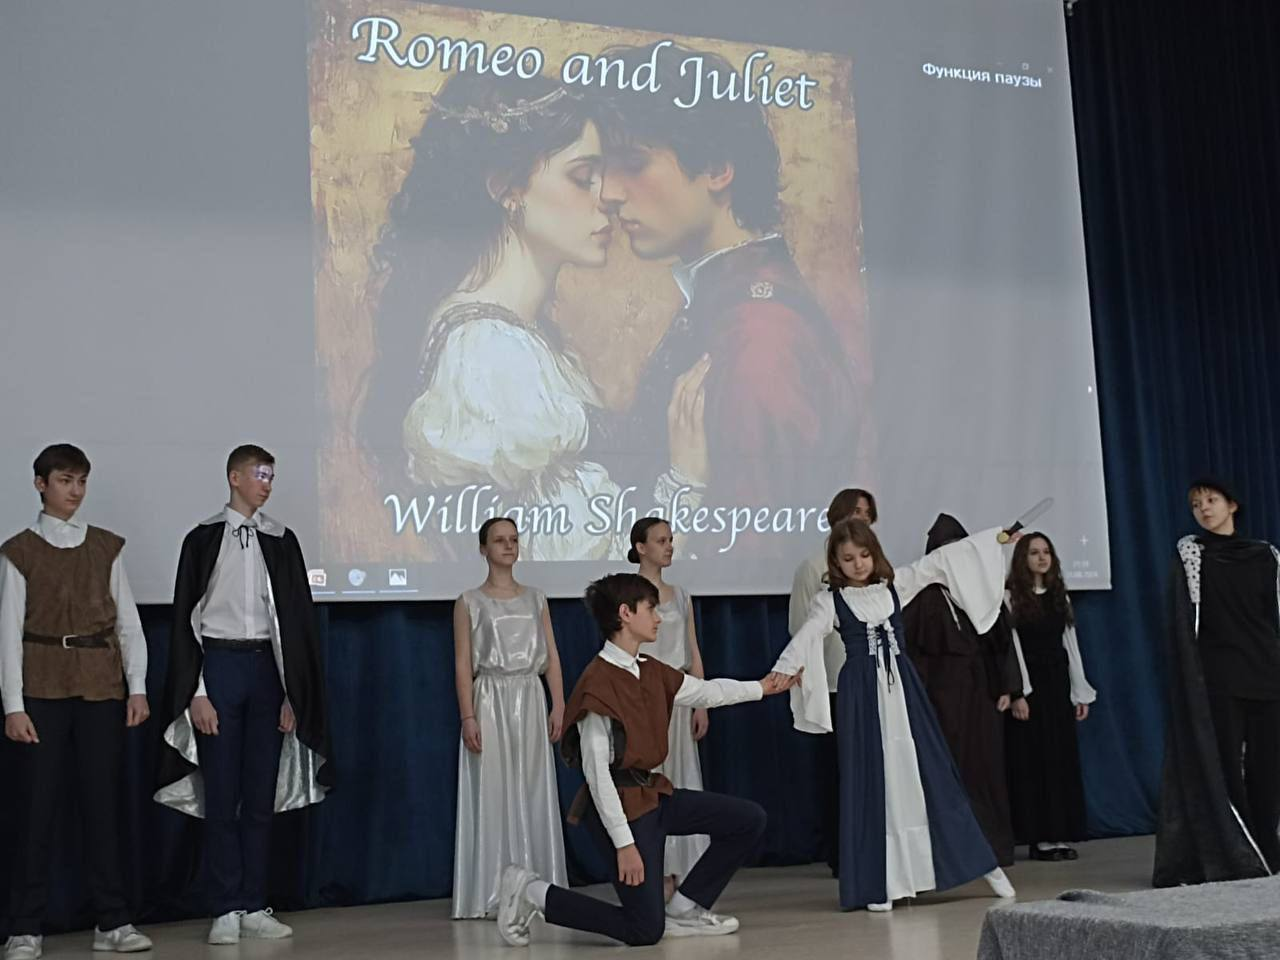 Romeo and Juliet
Функция паузы
William Shakespeare